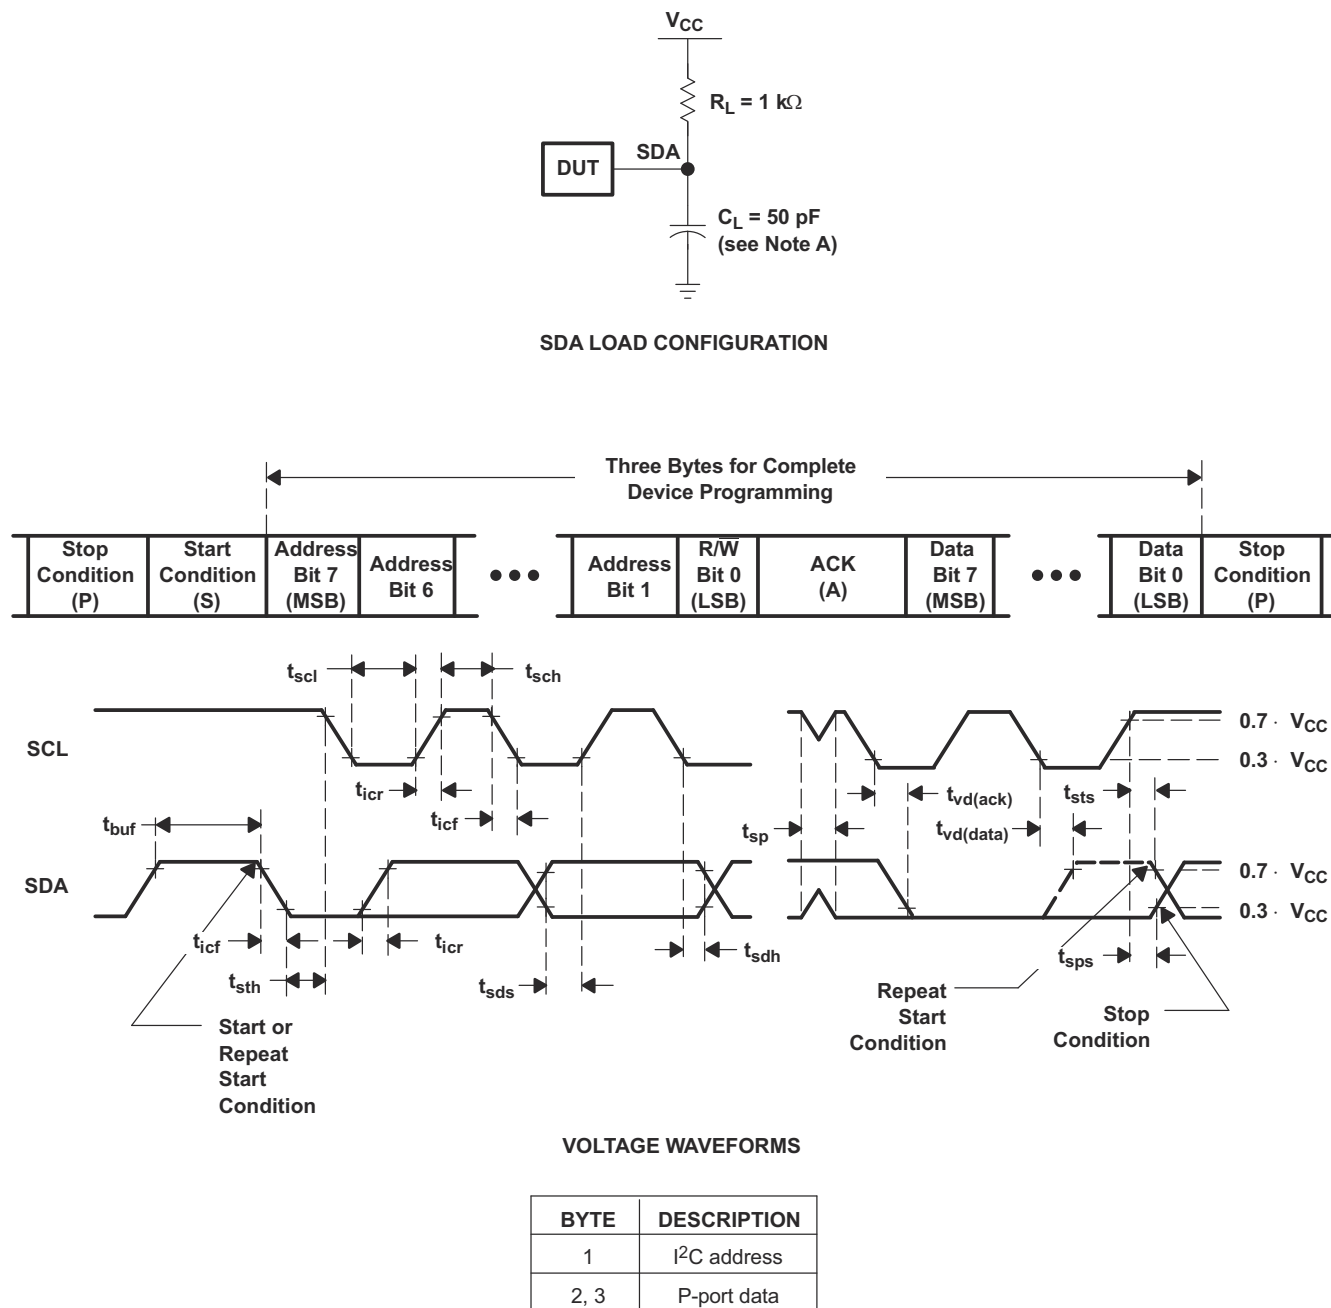 VCC
RL = 1 kΩ
SDA
DUT
CL = 50 pF
(see Note A)
SDA LOAD CONFIGURATION
Three Bytes for Complete
Device Programming
Stop
Condition
(P)
Start
Condition
(S)
Address
Bit 7
(MSB)
Address
Bit 6
Address
Bit 1
R/W̅
Bit 0
(LSB)
ACK
(A)
Data
Bit 7
(MSB)
Data
Bit 0
(LSB)
Stop
Condition
(P)
tscl
tsch
SCL
0.7 · VCC
0.3 · VCC
ticr
ticf
tbuf
tsp
tvd(ack)
tvd(data)
tsts
SDA
0.7 · VCC
0.3 · VCC
ticf
ticr
tsth
tsds
tsdh
tsps
Start or
Repeat
Start
Condition
Repeat
Start
Condition
Stop
Condition
VOLTAGE WAVEFORMS
BYTE DESCRIPTION
1 I²C address
2, 3 P-port data